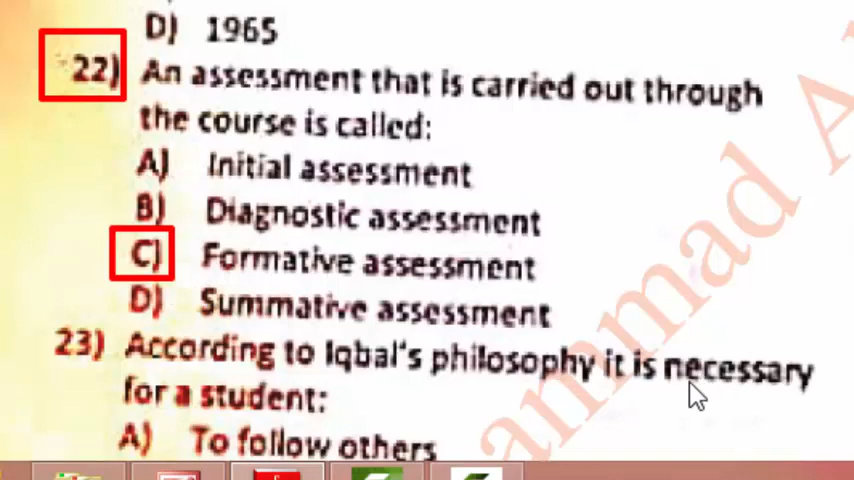 D) 1965
22) An assessment that is carried out through
the course is called:
A) Initial assessment
B) Diagnostic assessment
C) Formative assessment
D) Summative assessment
23) According to Iqbal's philosophy it is necessary
for a student:
A) To follow others
ammad A